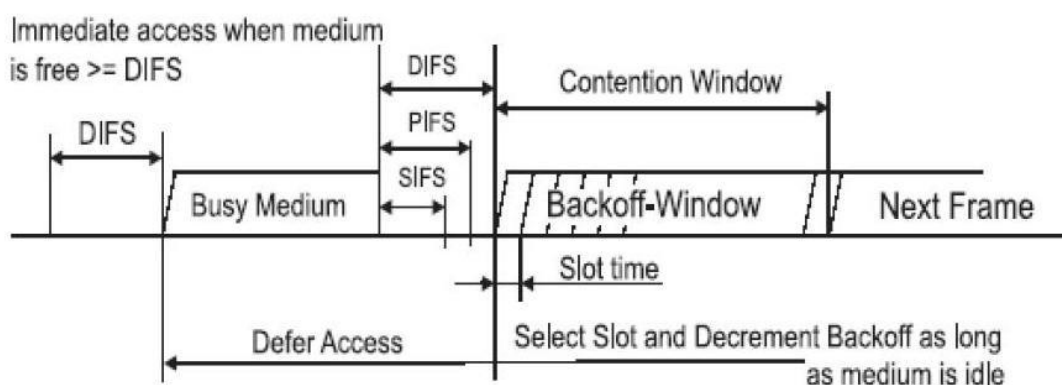 Immediate access when medium
is free >= DIFS
DIFS
DIFS
PIFS
SIFS
Contention Window
Busy Medium
Backoff-Window
Next Frame
Slot time
Defer Access
Select Slot and Decrement Backoff as long
as medium is idle